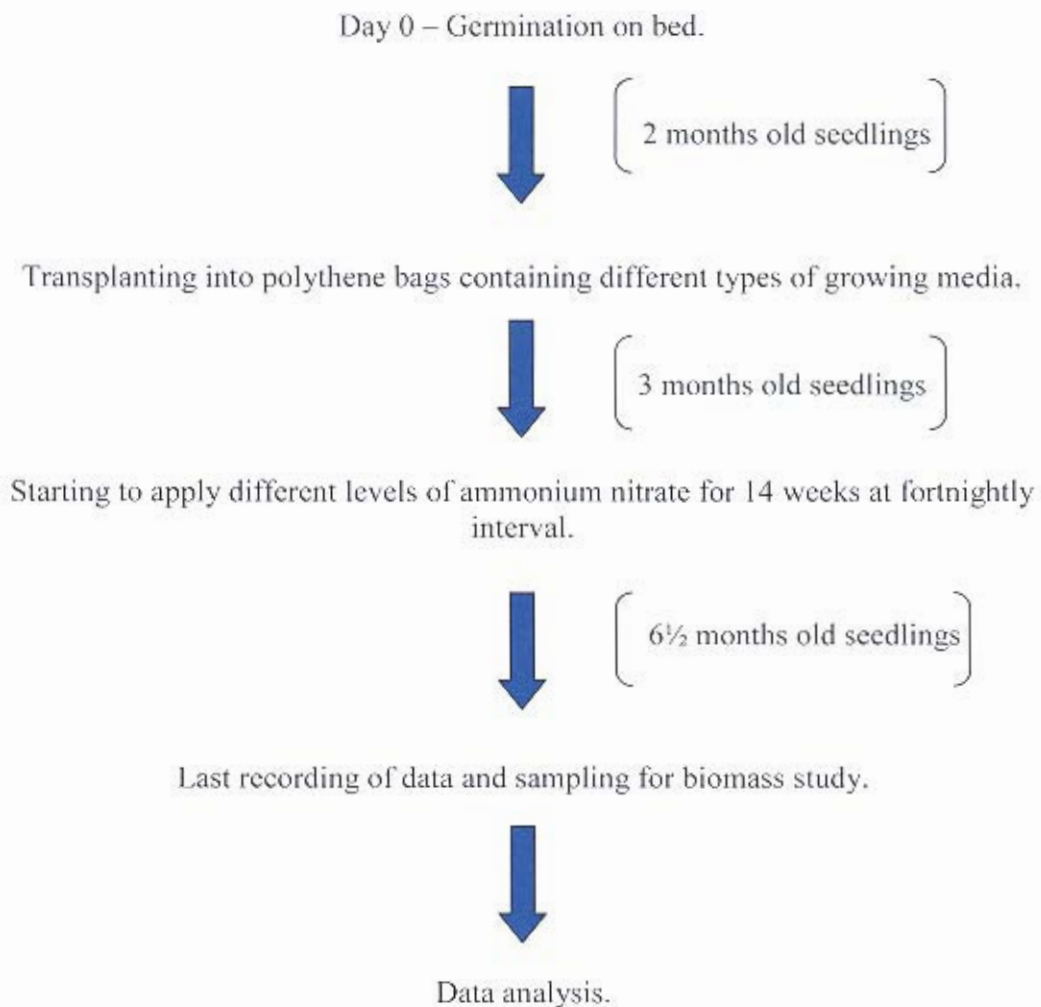 Day 0 – Germination on bed.
2 months old seedlings
Transplanting into polythene bags containing different types of growing media.
3 months old seedlings
Starting to apply different levels of ammonium nitrate for 14 weeks at fortnightly
interval.
6½ months old seedlings
Last recording of data and sampling for biomass study.
Data analysis.